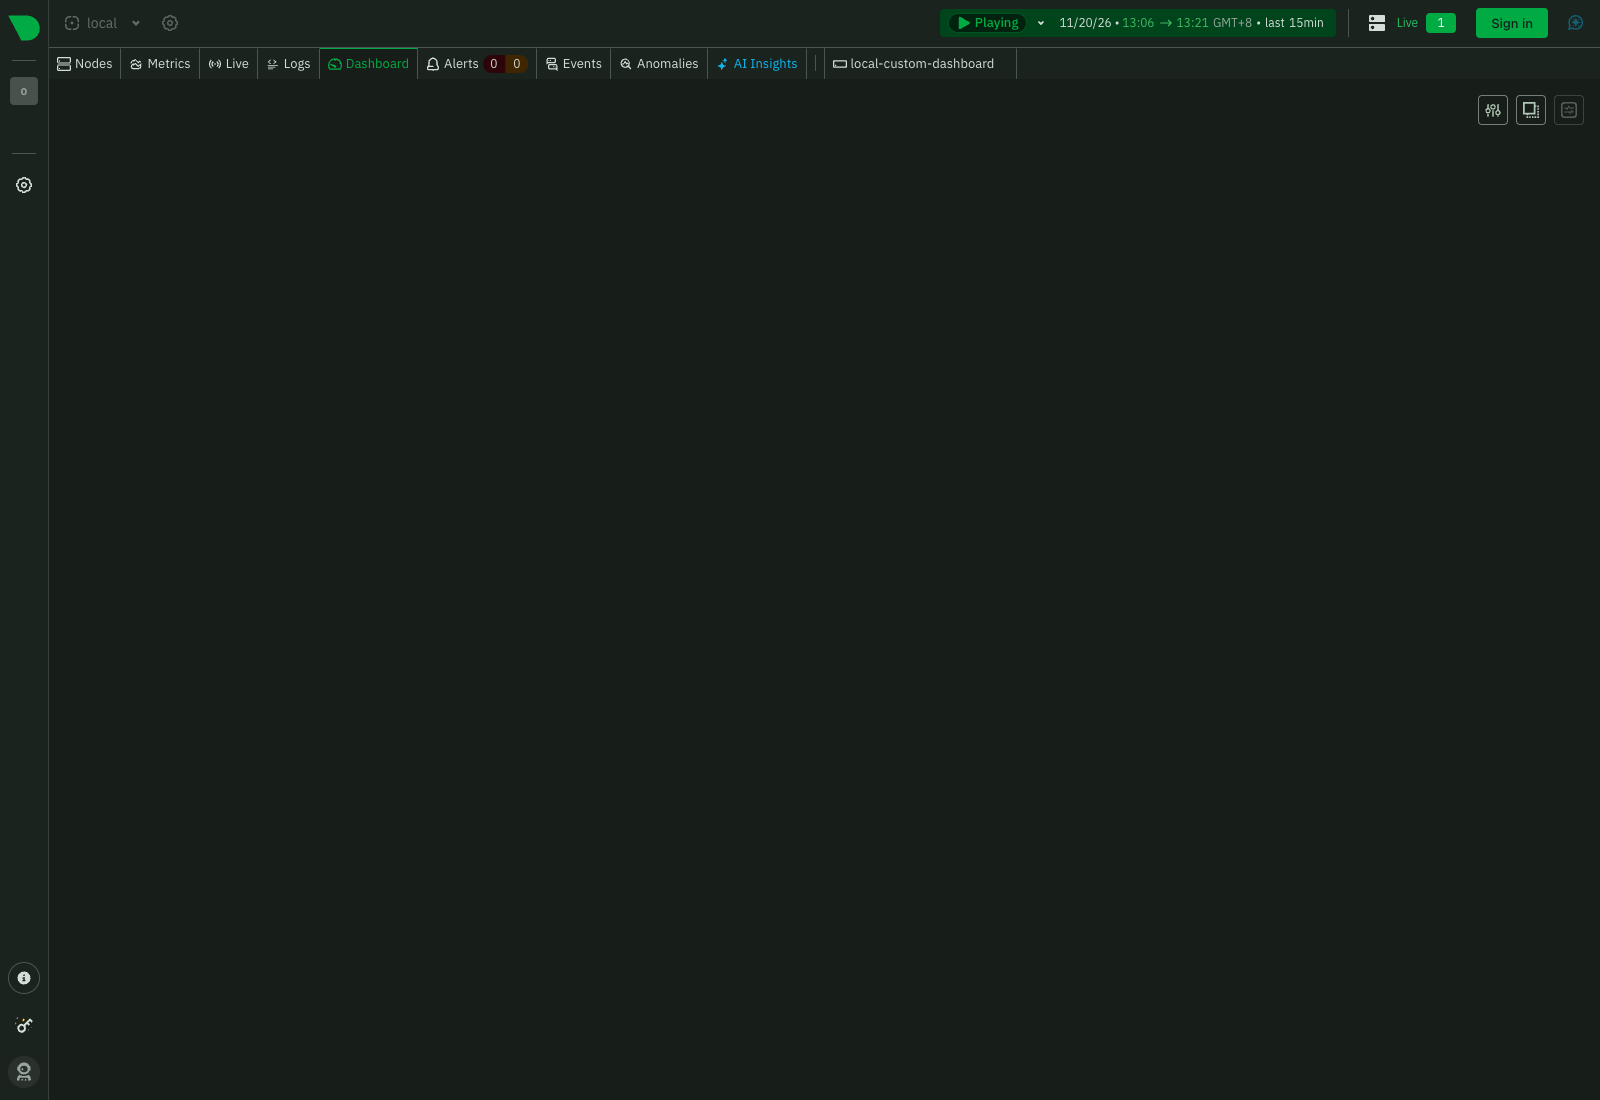 local
Playing
11/20/26 • 13:06 → 13:21 GMT+8 • last 15min
Live 1
Sign in
Nodes
Metrics
Live
Logs
Dashboard
Alerts 0 0
Events
Anomalies
AI Insights
local-custom-dashboard
0